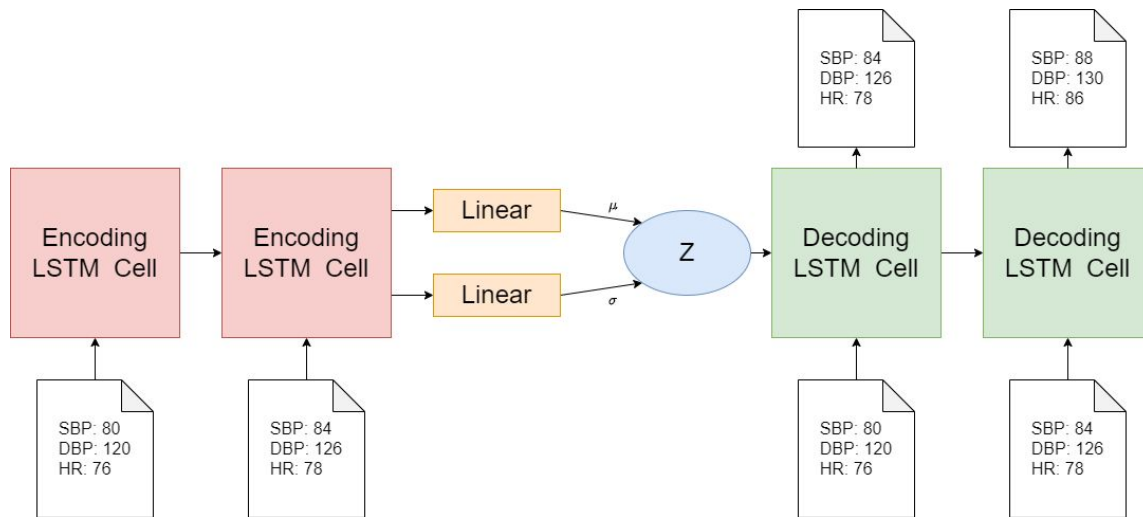 SBP: 84
DBP: 126
HR: 78
SBP: 88
DBP: 130
HR: 86
Encoding
LSTM Cell
Encoding
LSTM Cell
Linear
Linear
μ
σ
Z
Decoding
LSTM Cell
Decoding
LSTM Cell
SBP: 80
DBP: 120
HR: 76
SBP: 84
DBP: 126
HR: 78
SBP: 80
DBP: 120
HR: 76
SBP: 84
DBP: 126
HR: 78